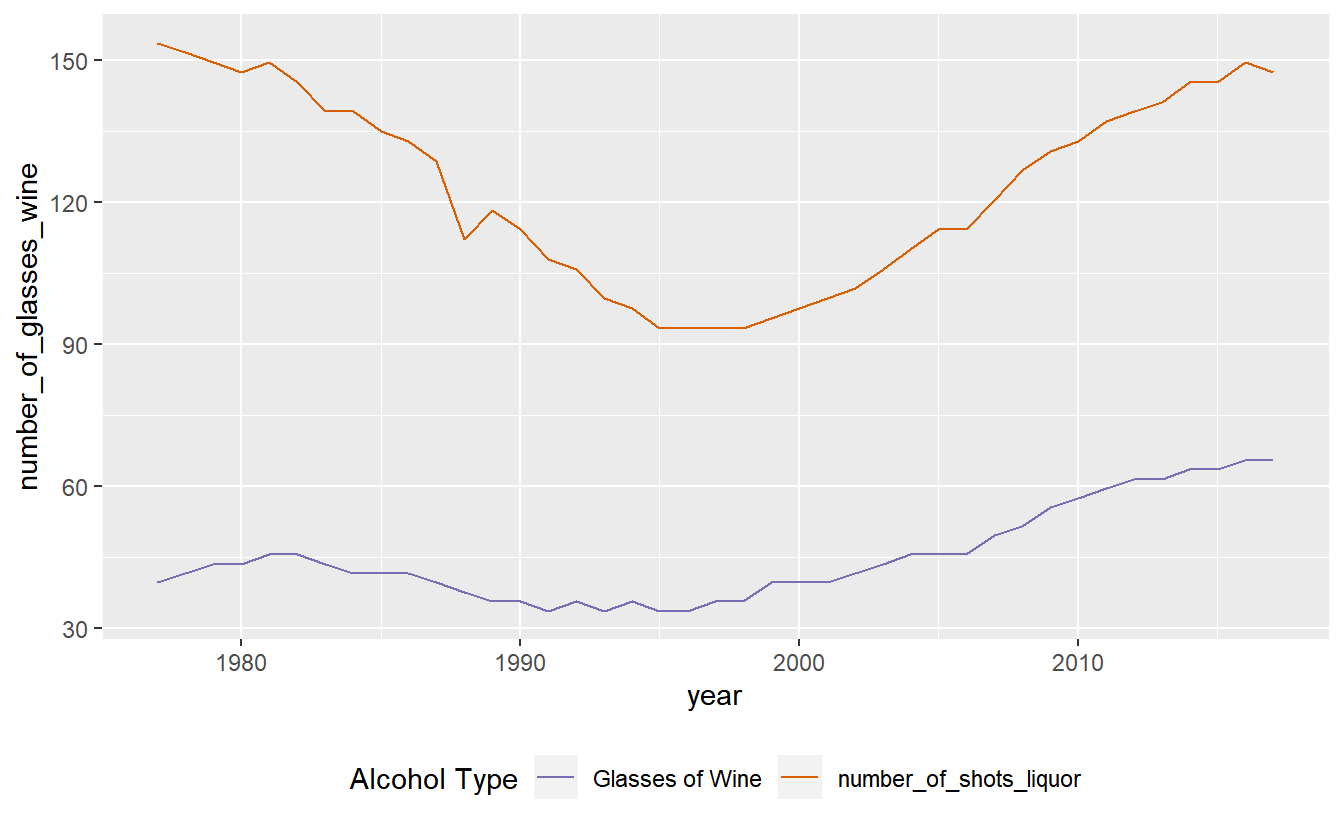 number_of_glasses_wine
150
120
90
60
30
1980 1990 2000 2010
year
Alcohol Type Glasses of Wine number_of_shots_liquor